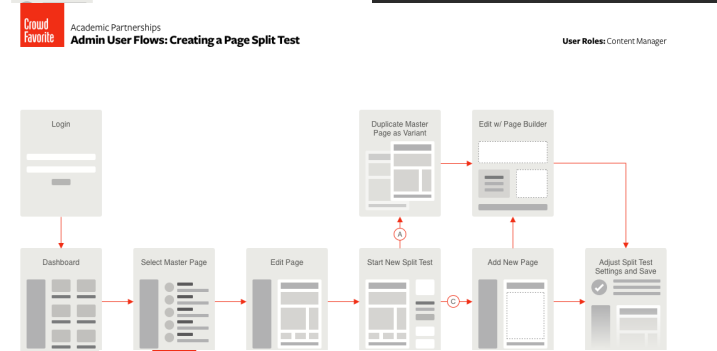 Crowd
Favorite
Academic Partnerships
Admin User Flows: Creating a Page Split Test
User Roles: Content Manager
Login
Duplicate Master
Page as Variant
Edit w/ Page Builder
A
Dashboard
Select Master Page
Edit Page
Start New Split Test
C
Add New Page
Adjust Split Test
Settings and Save